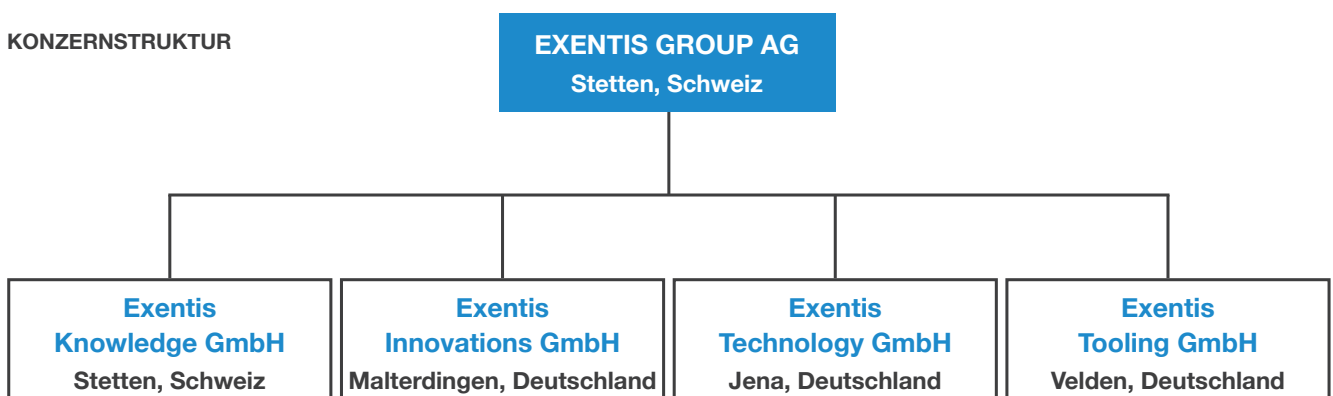 KONZERNSTRUKTUR
EXENTIS GROUP AG
Stetten, Schweiz
Exentis
Knowledge GmbH
Stetten, Schweiz
Exentis
Innovations GmbH
Malterdingen, Deutschland
Exentis
Technology GmbH
Jena, Deutschland
Exentis
Tooling GmbH
Velden, Deutschland